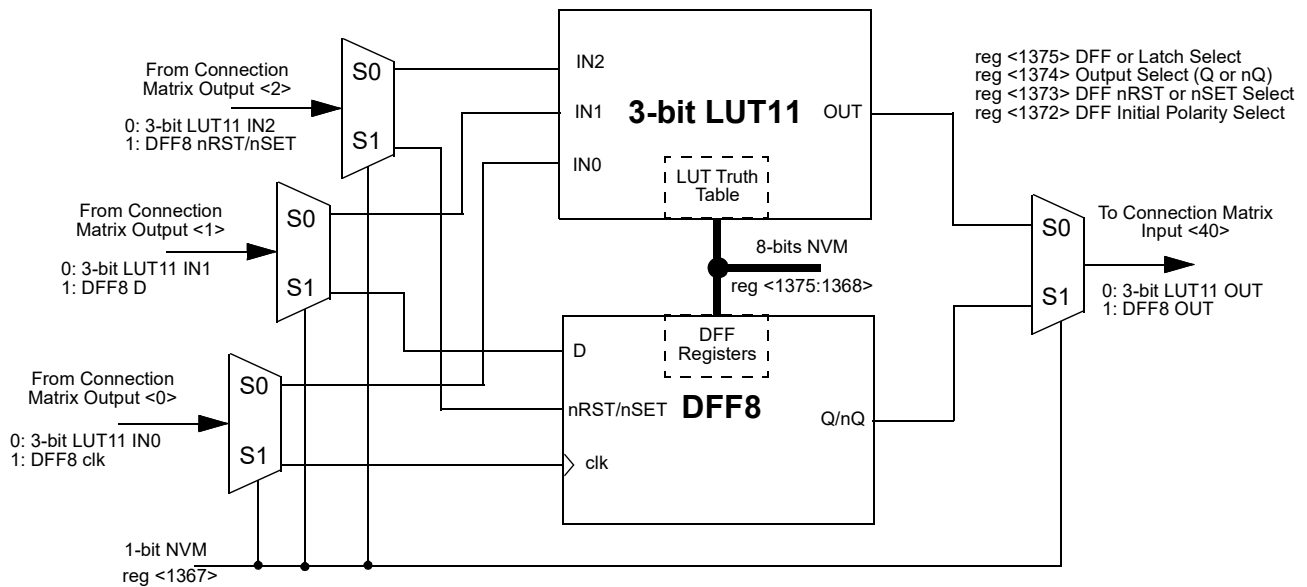 From Connection
Matrix Output <2>
0: 3-bit LUT11 IN2
1: DFF8 nRST/nSET
S0
S1
From Connection
Matrix Output <1>
0: 3-bit LUT11 IN1
1: DFF8 D
S0
S1
From Connection
Matrix Output <0>
0: 3-bit LUT11 IN0
1: DFF8 clk
S0
S1
1-bit NVM
reg <1367>
IN2
IN1
IN0
3-bit LUT11
OUT
LUT Truth
Table
8-bits NVM
reg <1375:1368>
DFF
Registers
D
nRST/nSET
clk
DFF8
Q/nQ
reg <1375> DFF or Latch Select
reg <1374> Output Select (Q or nQ)
reg <1373> DFF nRST or nSET Select
reg <1372> DFF Initial Polarity Select
S0
S1
To Connection Matrix
Input <40>
0: 3-bit LUT11 OUT
1: DFF8 OUT